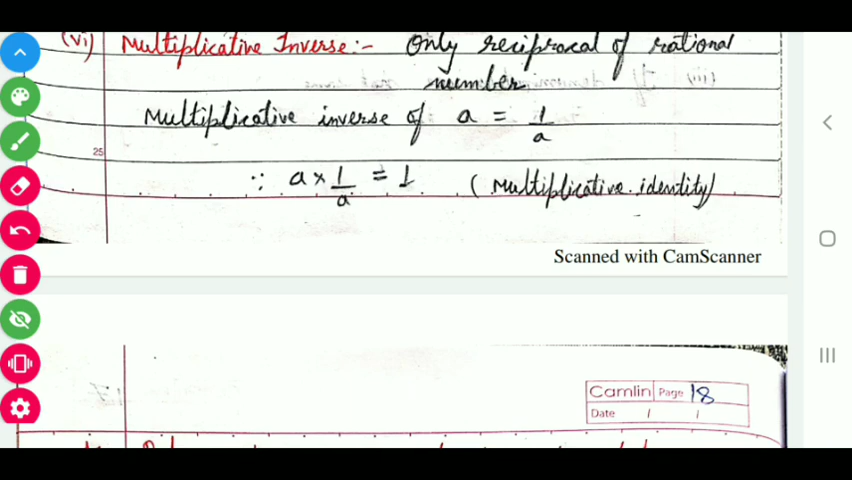 (vi) Multiplicative Inverse:- Only reciprocal of rational
number
Multiplicative inverse of a = 1/a
25
∵ a × 1/a = 1 (Multiplicative identity)
Scanned with CamScanner
Camlin Page 18
Date / /